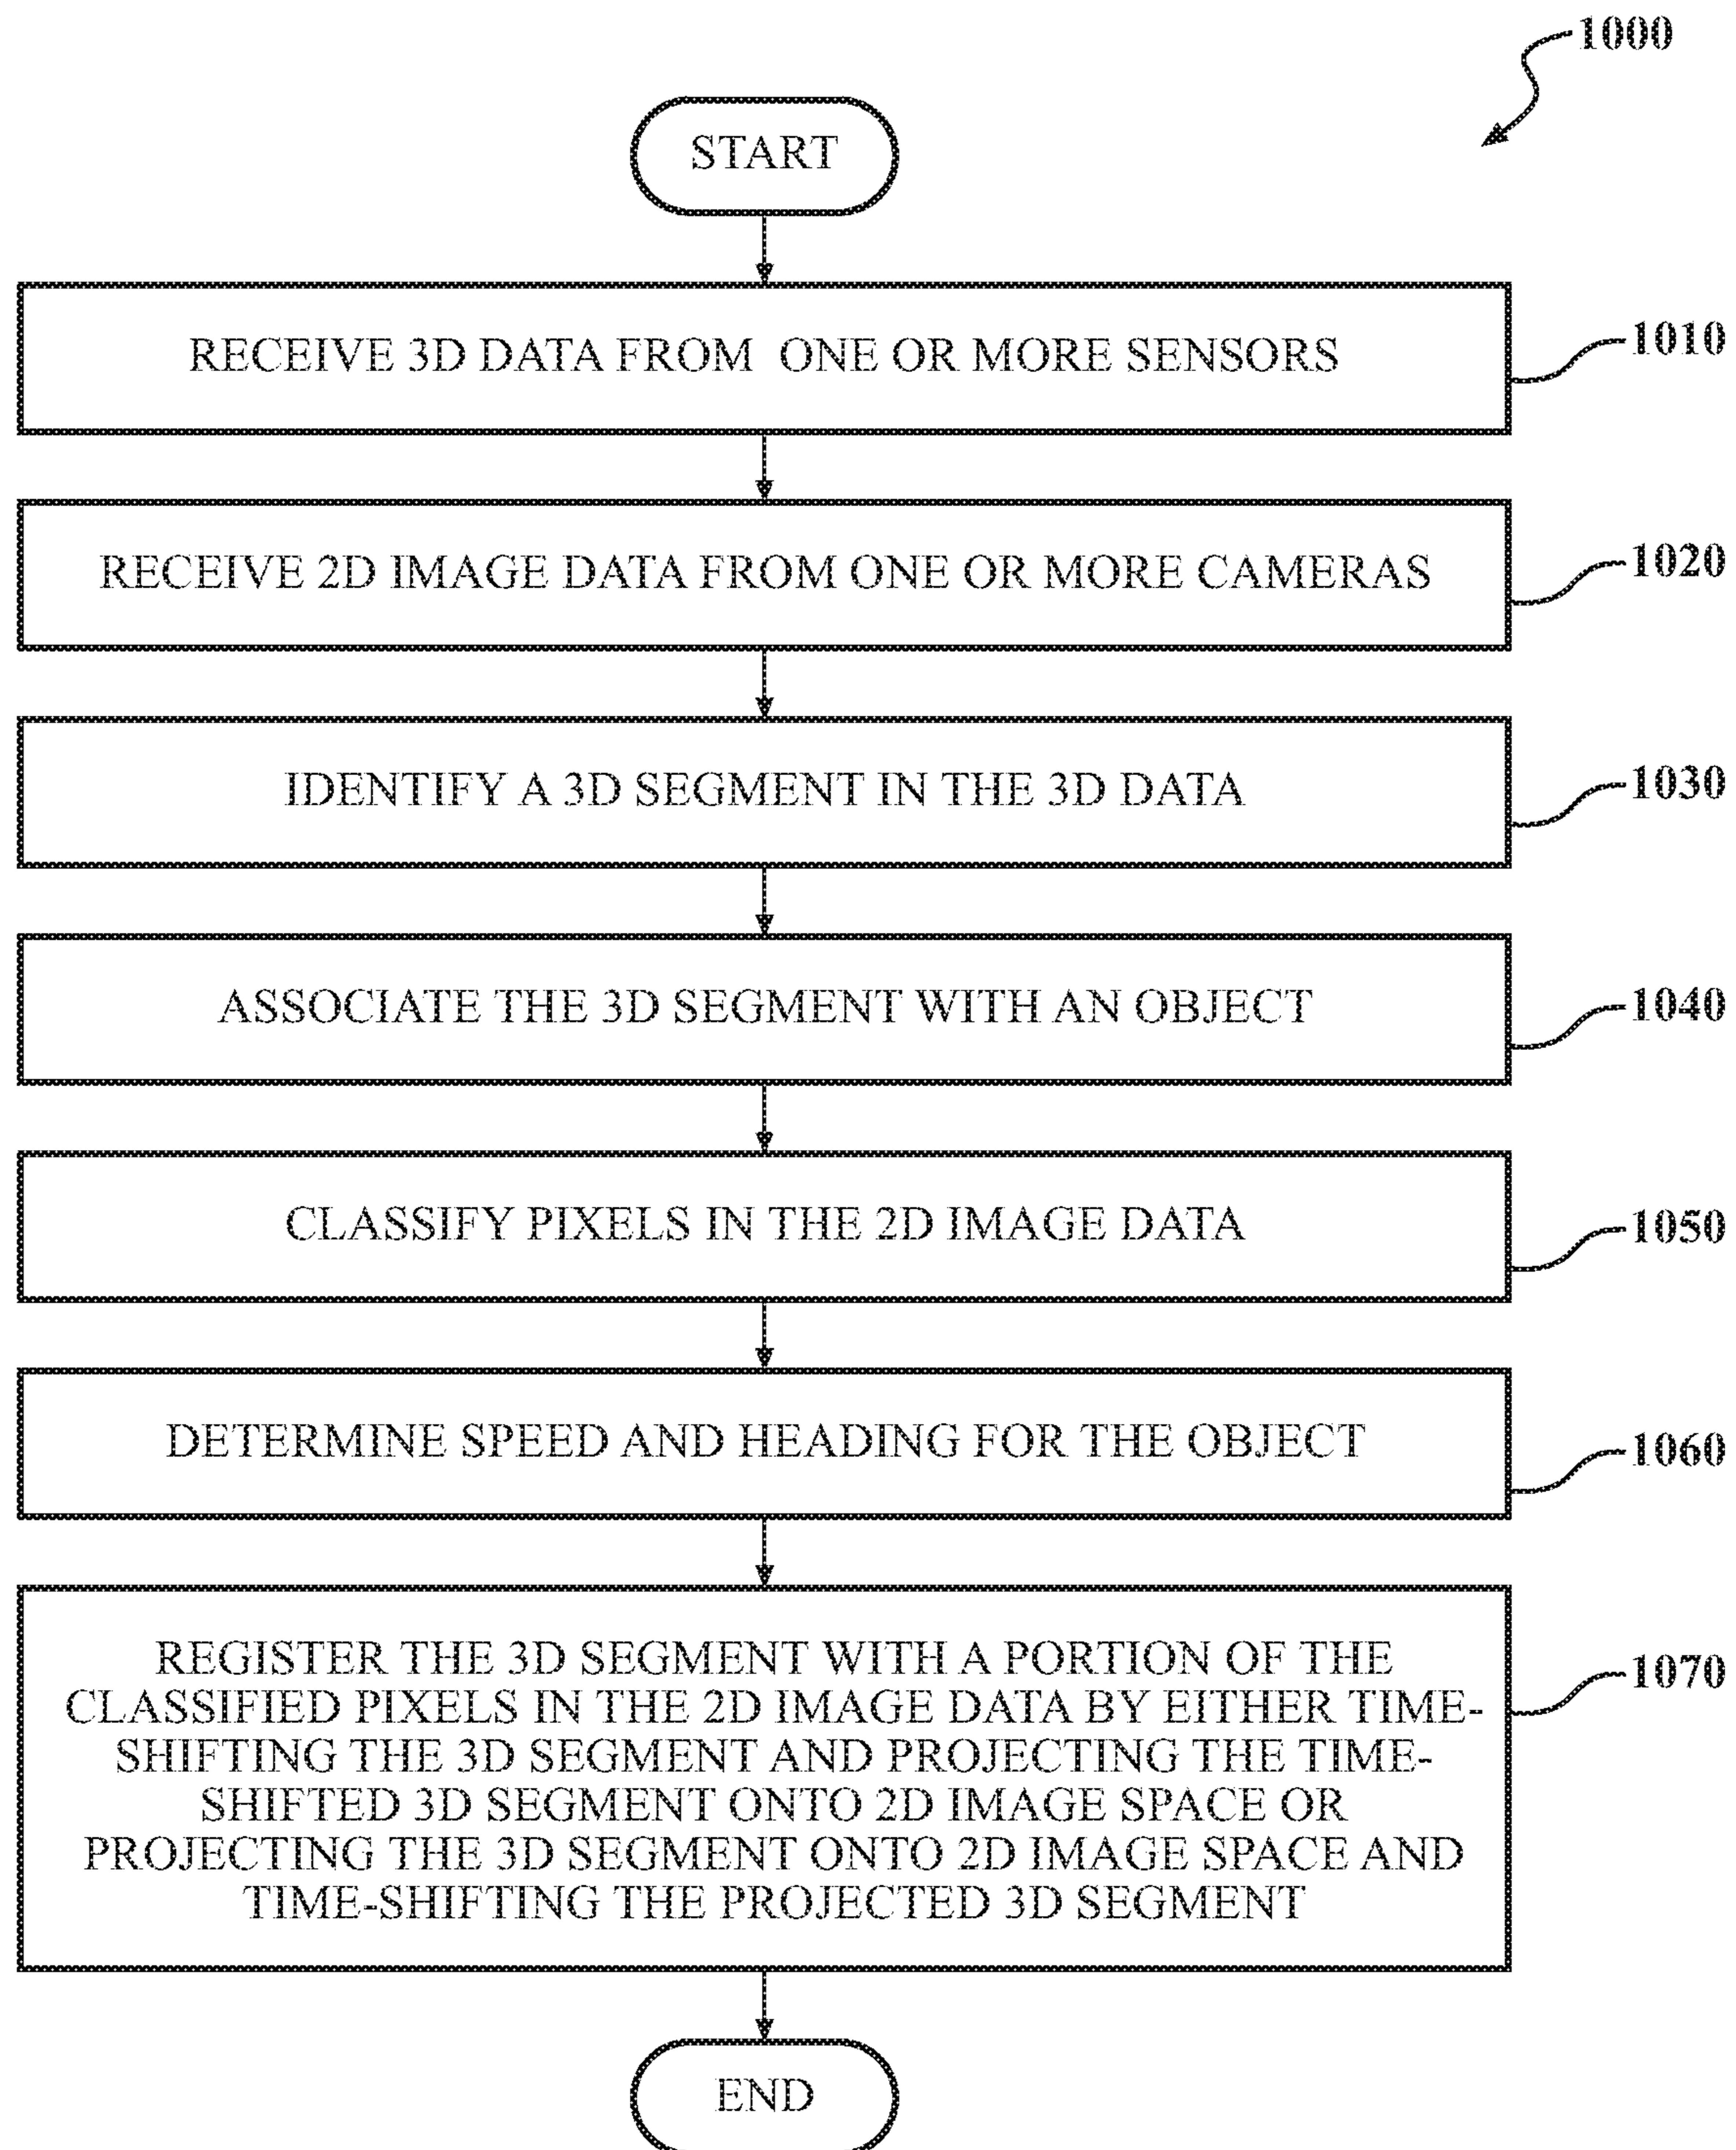 1000
START
RECEIVE 3D DATA FROM ONE OR MORE SENSORS
1010
RECEIVE 2D IMAGE DATA FROM ONE OR MORE CAMERAS
1020
IDENTIFY A 3D SEGMENT IN THE 3D DATA
1030
ASSOCIATE THE 3D SEGMENT WITH AN OBJECT
1040
CLASSIFY PIXELS IN THE 2D IMAGE DATA
1050
DETERMINE SPEED AND HEADING FOR THE OBJECT
1060
REGISTER THE 3D SEGMENT WITH A PORTION OF THE
CLASSIFIED PIXELS IN THE 2D IMAGE DATA BY EITHER TIME-
SHIFTING THE 3D SEGMENT AND PROJECTING THE TIME-
SHIFTED 3D SEGMENT ONTO 2D IMAGE SPACE OR
PROJECTING THE 3D SEGMENT ONTO 2D IMAGE SPACE AND
TIME-SHIFTING THE PROJECTED 3D SEGMENT
1070
END